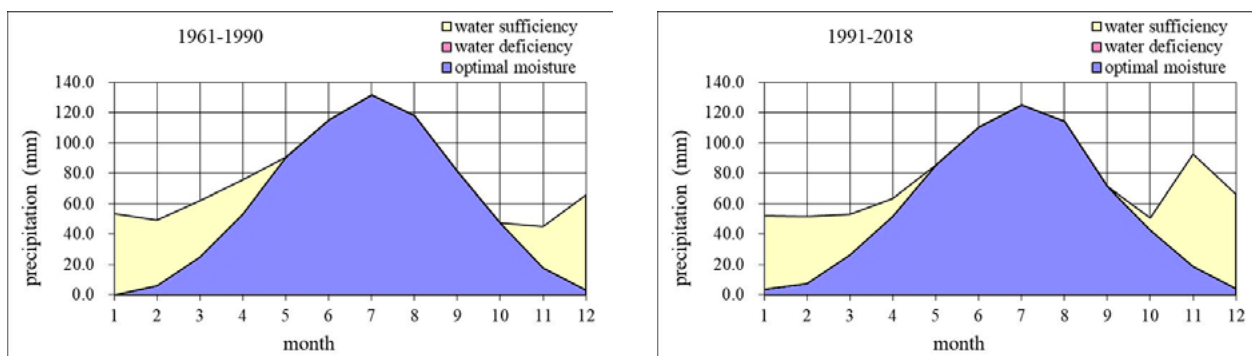 1961-1990
water sufficiency
water deficiency
optimal moisture
140.0
120.0
100.0
80.0
60.0
40.0
20.0
0.0
precipitation (mm)
1 2 3 4 5 6 7 8 9 10 11 12
month
1991-2018
water sufficiency
water deficiency
optimal moisture
140.0
120.0
100.0
80.0
60.0
40.0
20.0
0.0
precipitation (mm)
1 2 3 4 5 6 7 8 9 10 11 12
month